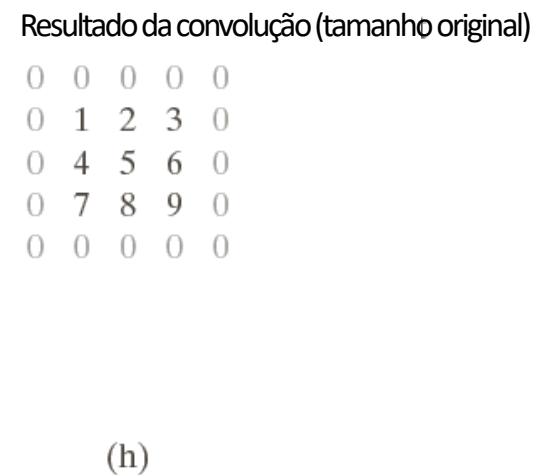 Resultado da convolução (tamanho original)
0 0 0 0 0
0 1 2 3 0
0 4 5 6 0
0 7 8 9 0
0 0 0 0 0
(h)